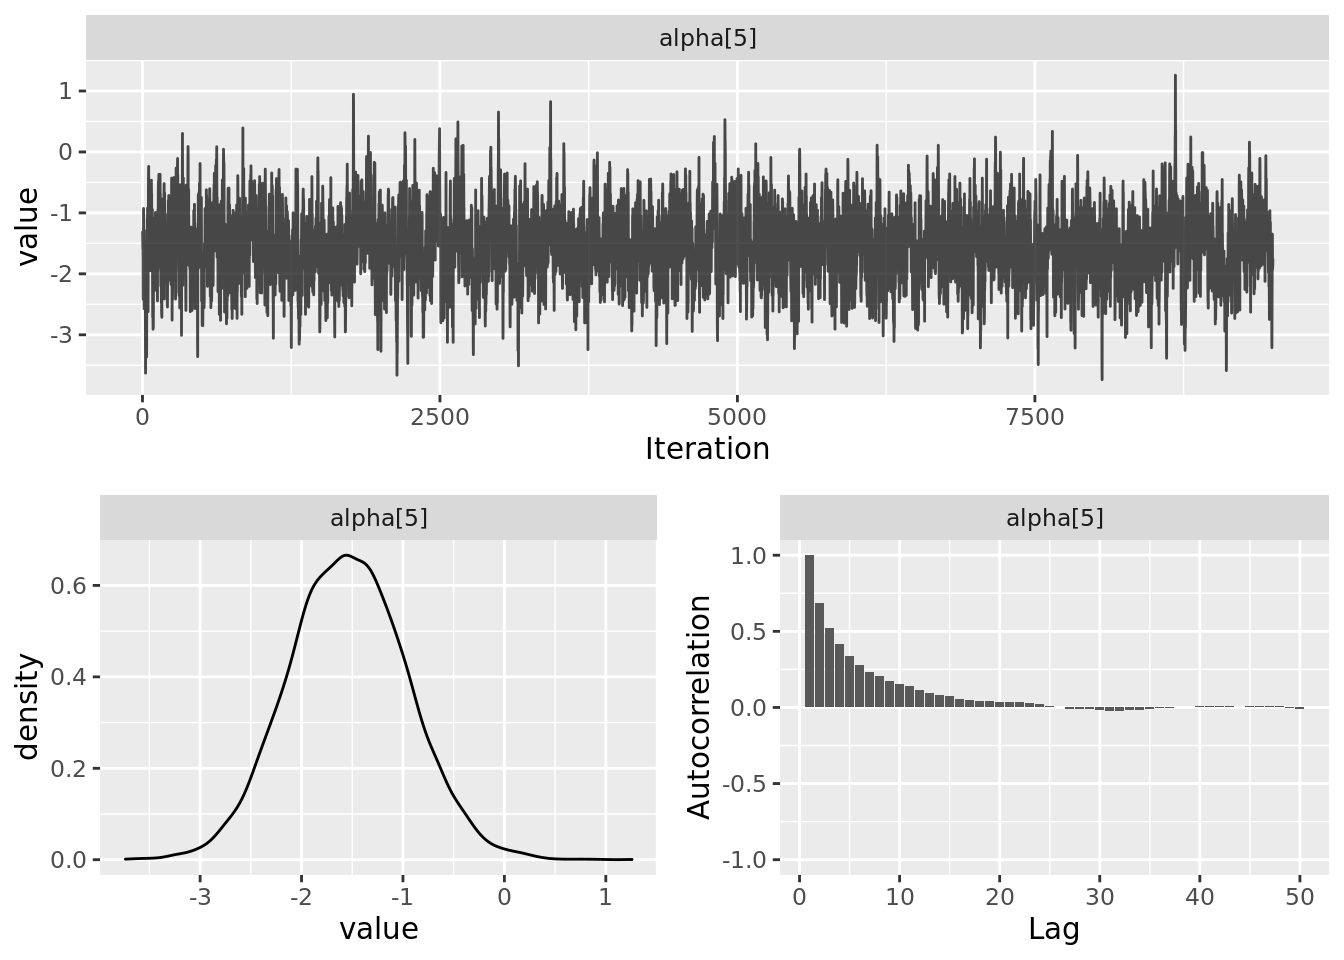 alpha[5]
1
0
-1
-2
-3
value
0 2500 5000 7500
Iteration
alpha[5]
0.6
0.4
0.2
0.0
density
-3 -2 -1 0 1
value
alpha[5]
1.0
0.5
0.0
-0.5
-1.0
Autocorrelation
0 10 20 30 40 50
Lag